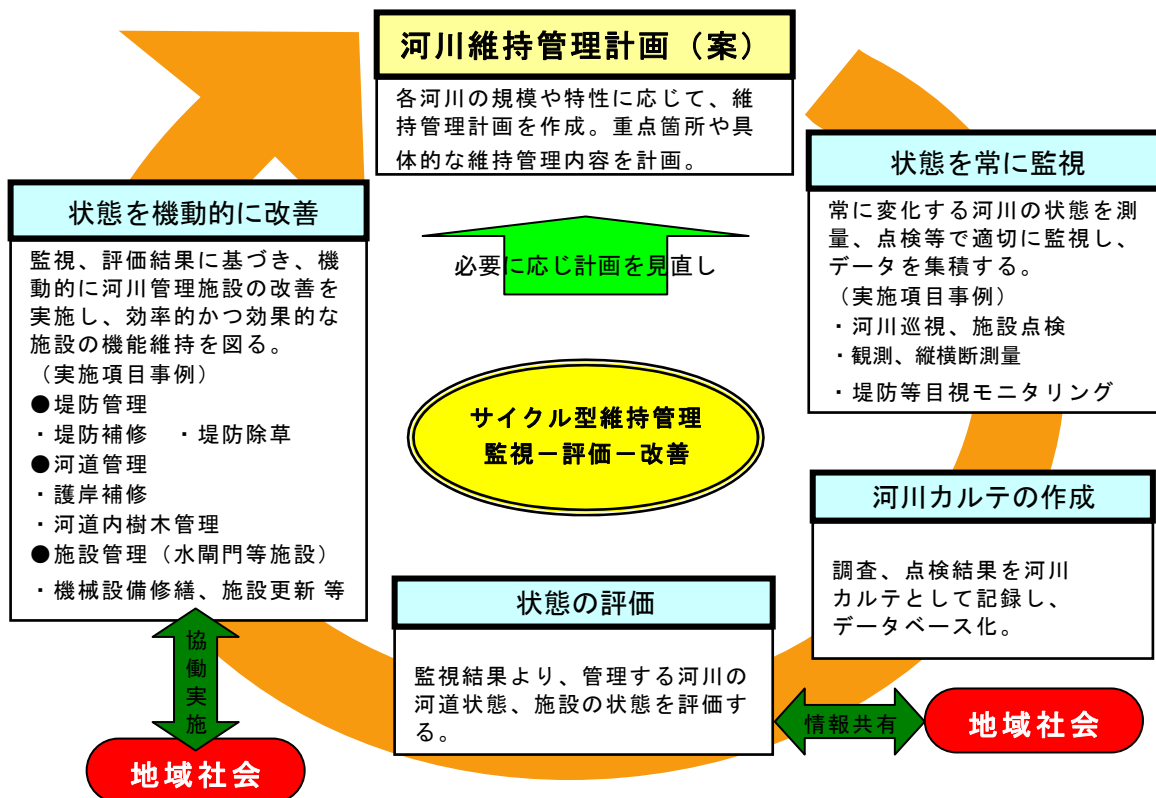 河川維持管理計画（案）
各河川の規模や特性に応じて、維
持管理計画を作成。重点箇所や具
体的な維持管理内容を計画。
状態を常に監視
常に変化する河川の状態を測
量、点検等で適切に監視し、
データを集積する。
（実施項目事例）
・河川巡視、施設点検
・観測、縦横断測量
・堤防等目視モニタリング
河川カルテの作成
調査、点検結果を河川
カルテとして記録し、
データベース化。
状態の評価
監視結果より、管理する河川の
河道状態、施設の状態を評価す
る。
情報共有
地域社会
状態を機動的に改善
監視、評価結果に基づき、機
動的に河川管理施設の改善を
実施し、効率的かつ効果的な
施設の機能維持を図る。
（実施項目事例）
●堤防管理
・堤防補修　・堤防除草
●河道管理
・護岸補修
・河道内樹木管理
●施設管理（水閘門等施設）
・機械設備修繕、施設更新 等
協働実施
地域社会
必要に応じ計画を見直し
サイクル型維持管理
監視－評価－改善